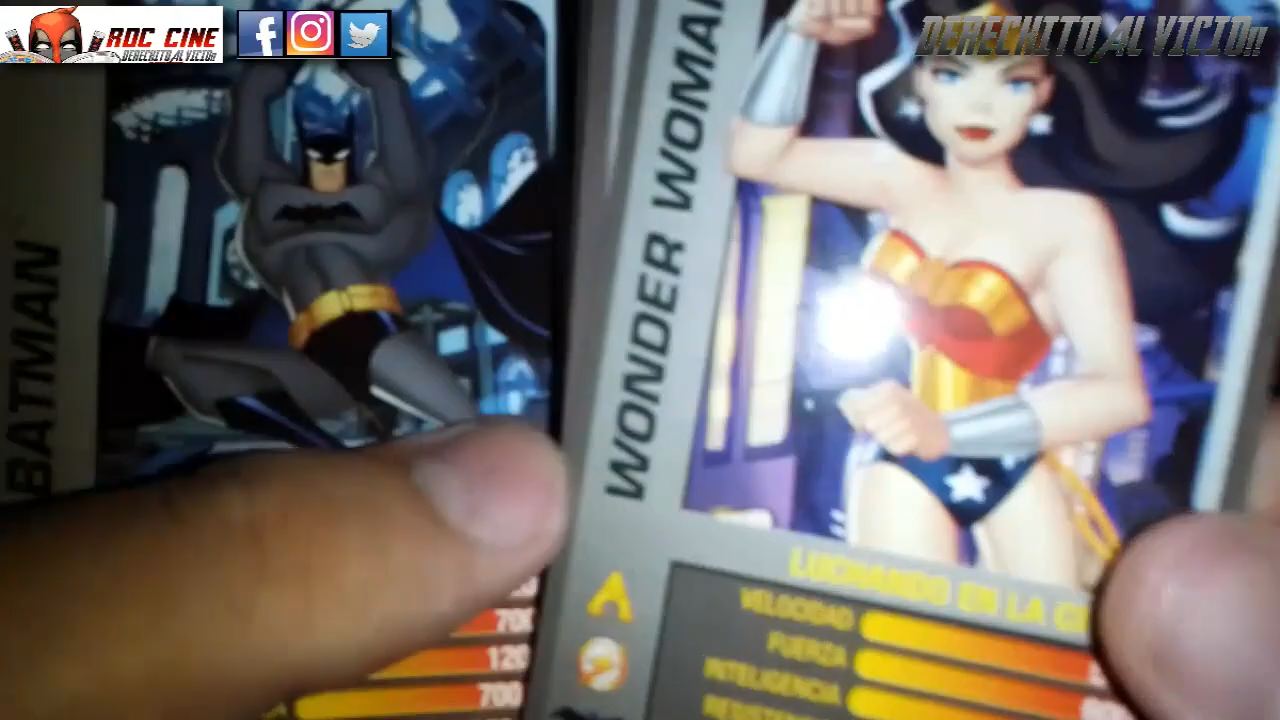 ROC CINE
DERECHITO AL VICIO!!
DERECHITO AL VICIO!!
BATMAN
700
120
700
WONDER WOMAN
A
LUCHANDO EN LA
VELOCIDAD
FUERZA
INTELIGENCIA